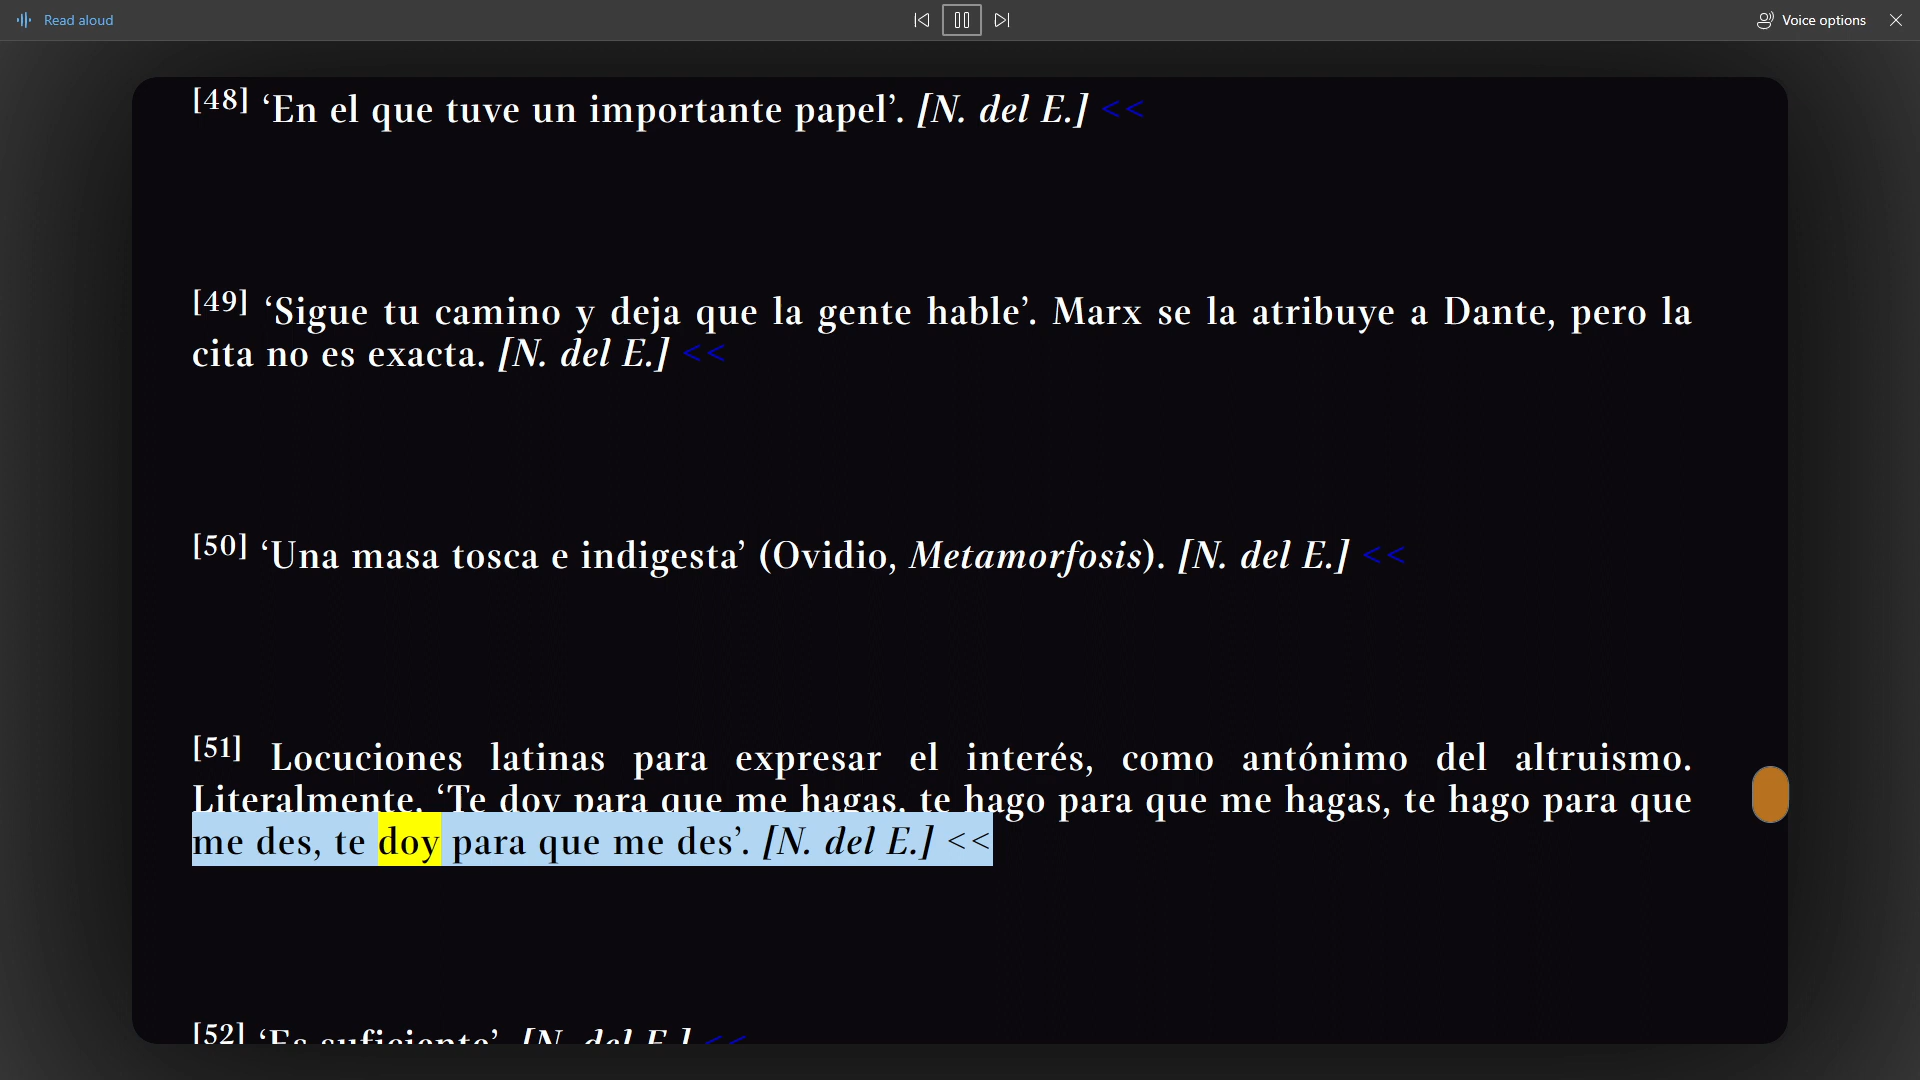 Read aloud
Voice options
[48] ‘En el que tuve un importante papel’. [N. del E.] <<
[49] ‘Sigue tu camino y deja que la gente hable’. Marx se la atribuye a Dante, pero la
cita no es exacta. [N. del E.] <<
[50] ‘Una masa tosca e indigesta’ (Ovidio, Metamorfosis). [N. del E.] <<
[51] Locuciones latinas para expresar el interés, como antónimo del altruismo.
Literalmente, ‘Te doy para que me hagas, te hago para que me hagas, te hago para que
me des, te doy para que me des’. [N. del E.] <<
[52] ‘Es suficiente’. [N. del E.] <<